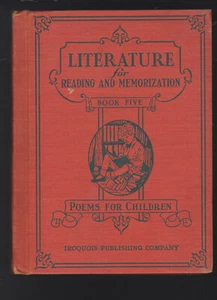 LITERATURE
for
READING AND MEMORIZATION
BOOK FIVE
POEMS FOR CHILDREN
IROQUOIS PUBLISHING COMPANY